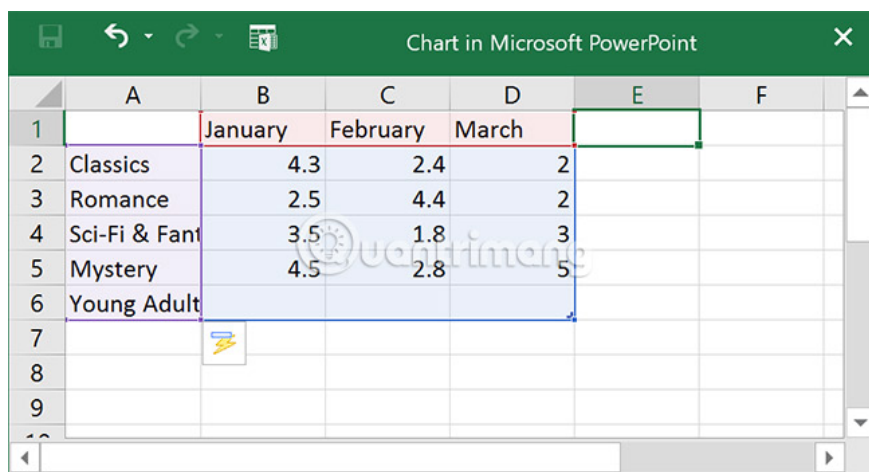 Chart in Microsoft PowerPoint
A B C D E F
1 January February March
2 Classics 4.3 2.4 2
3 Romance 2.5 4.4 2
4 Sci-Fi & Fant 3.5 1.8 3
Quantrimang
5 Mystery 4.5 2.8 5
6 Young Adult
7
8
9